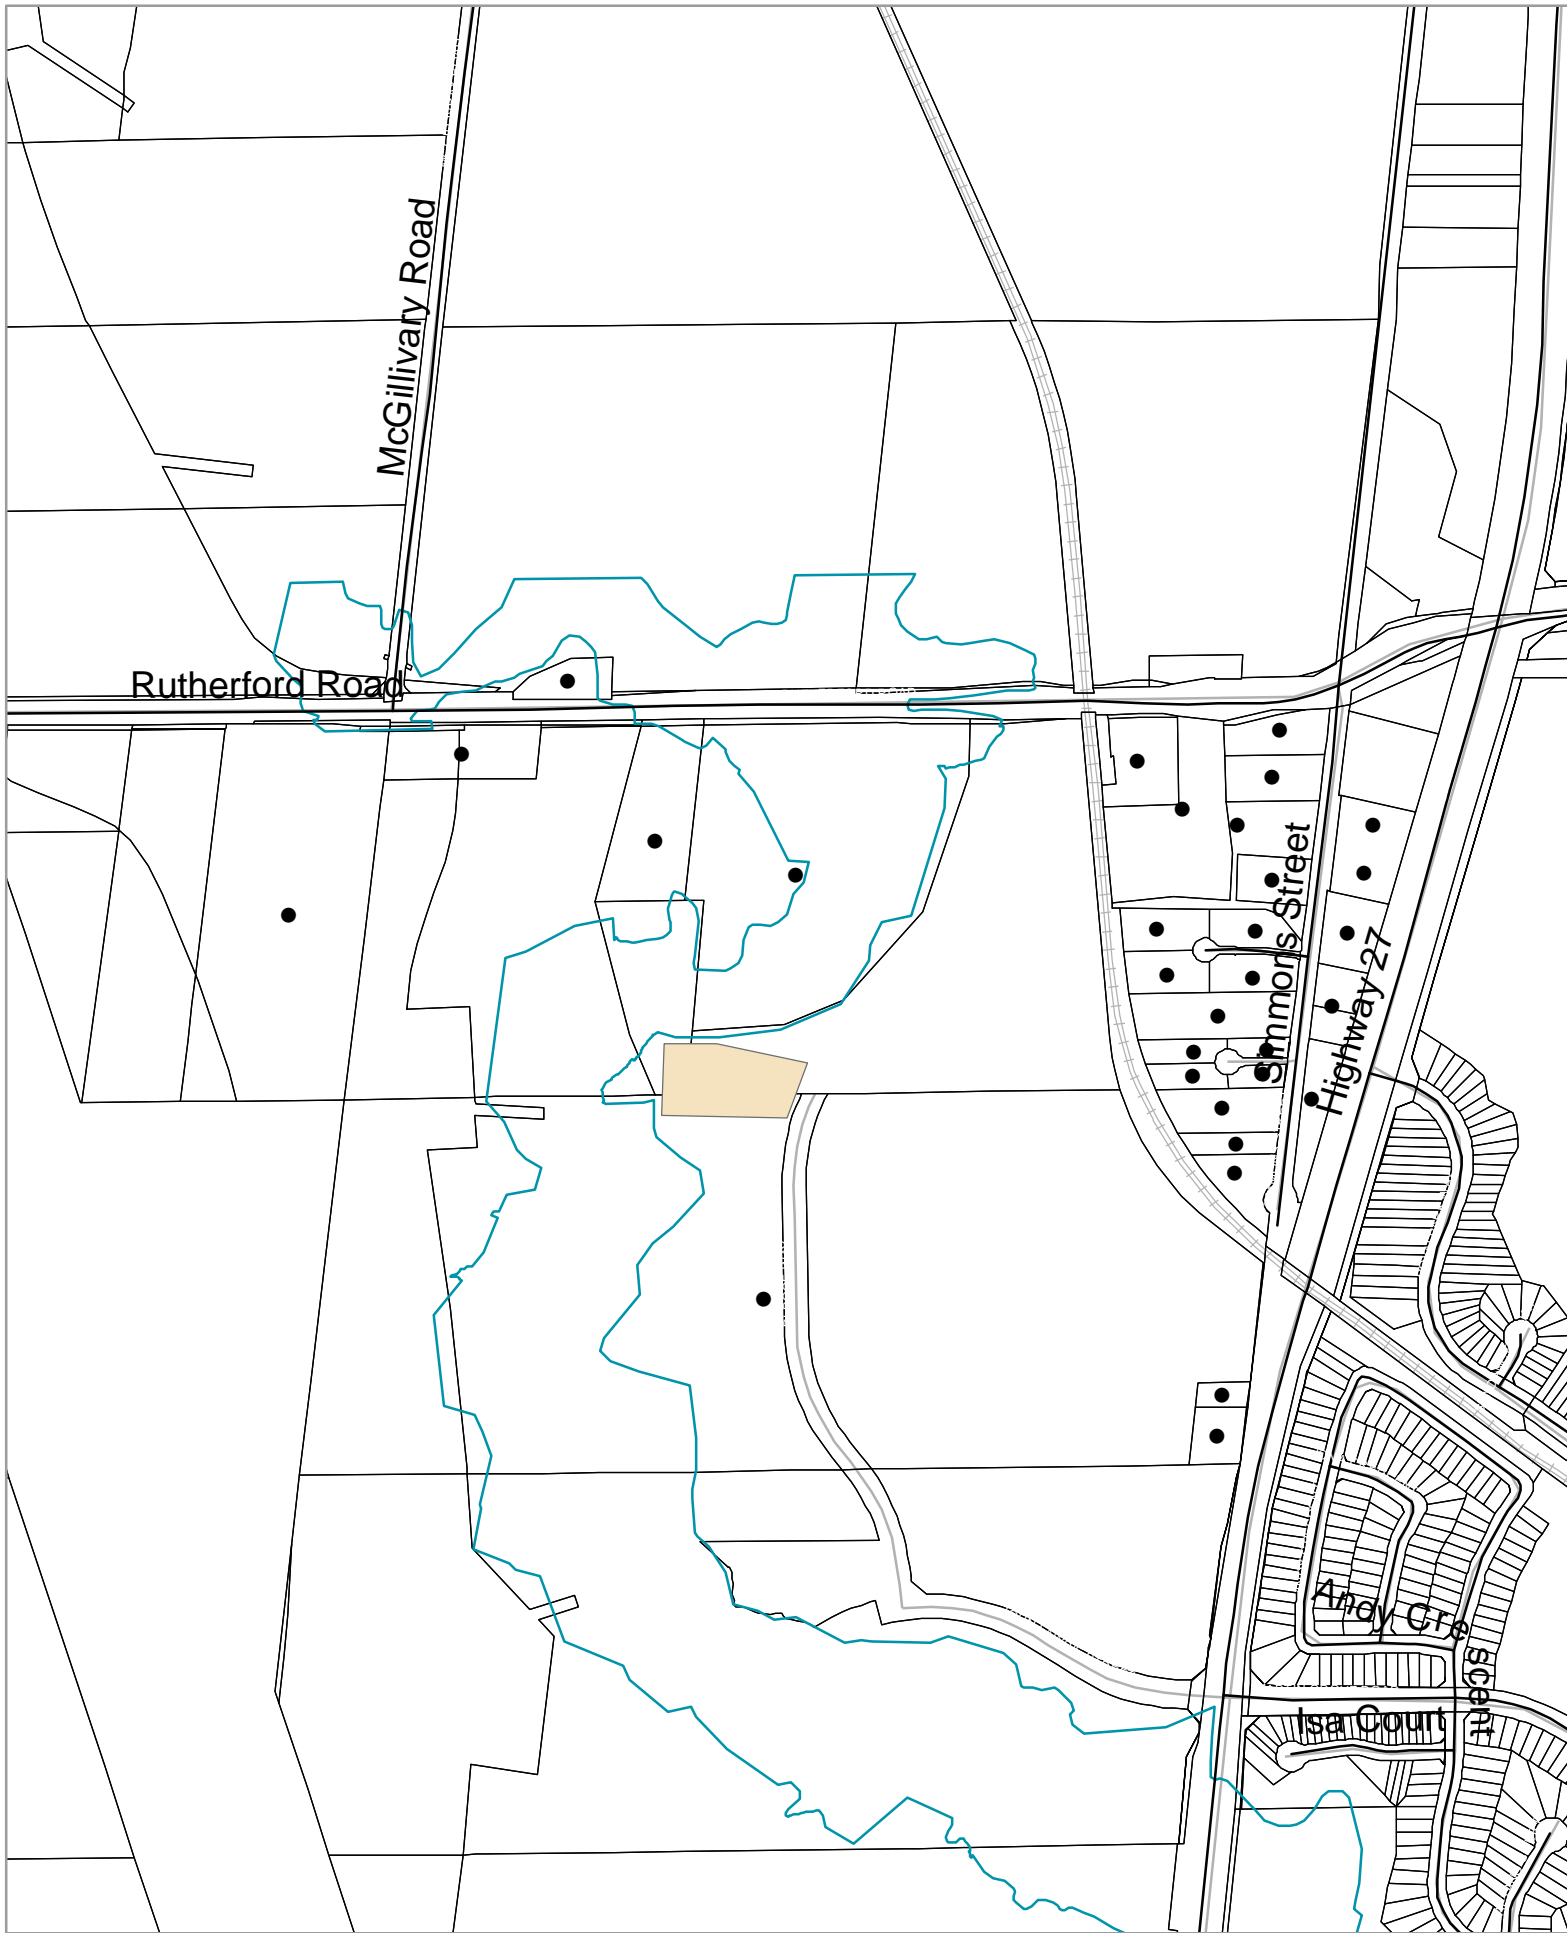 McGillivary Road
Rutherford Road
Simmons Street
Highway 27
Andy Crescent
Isa Court